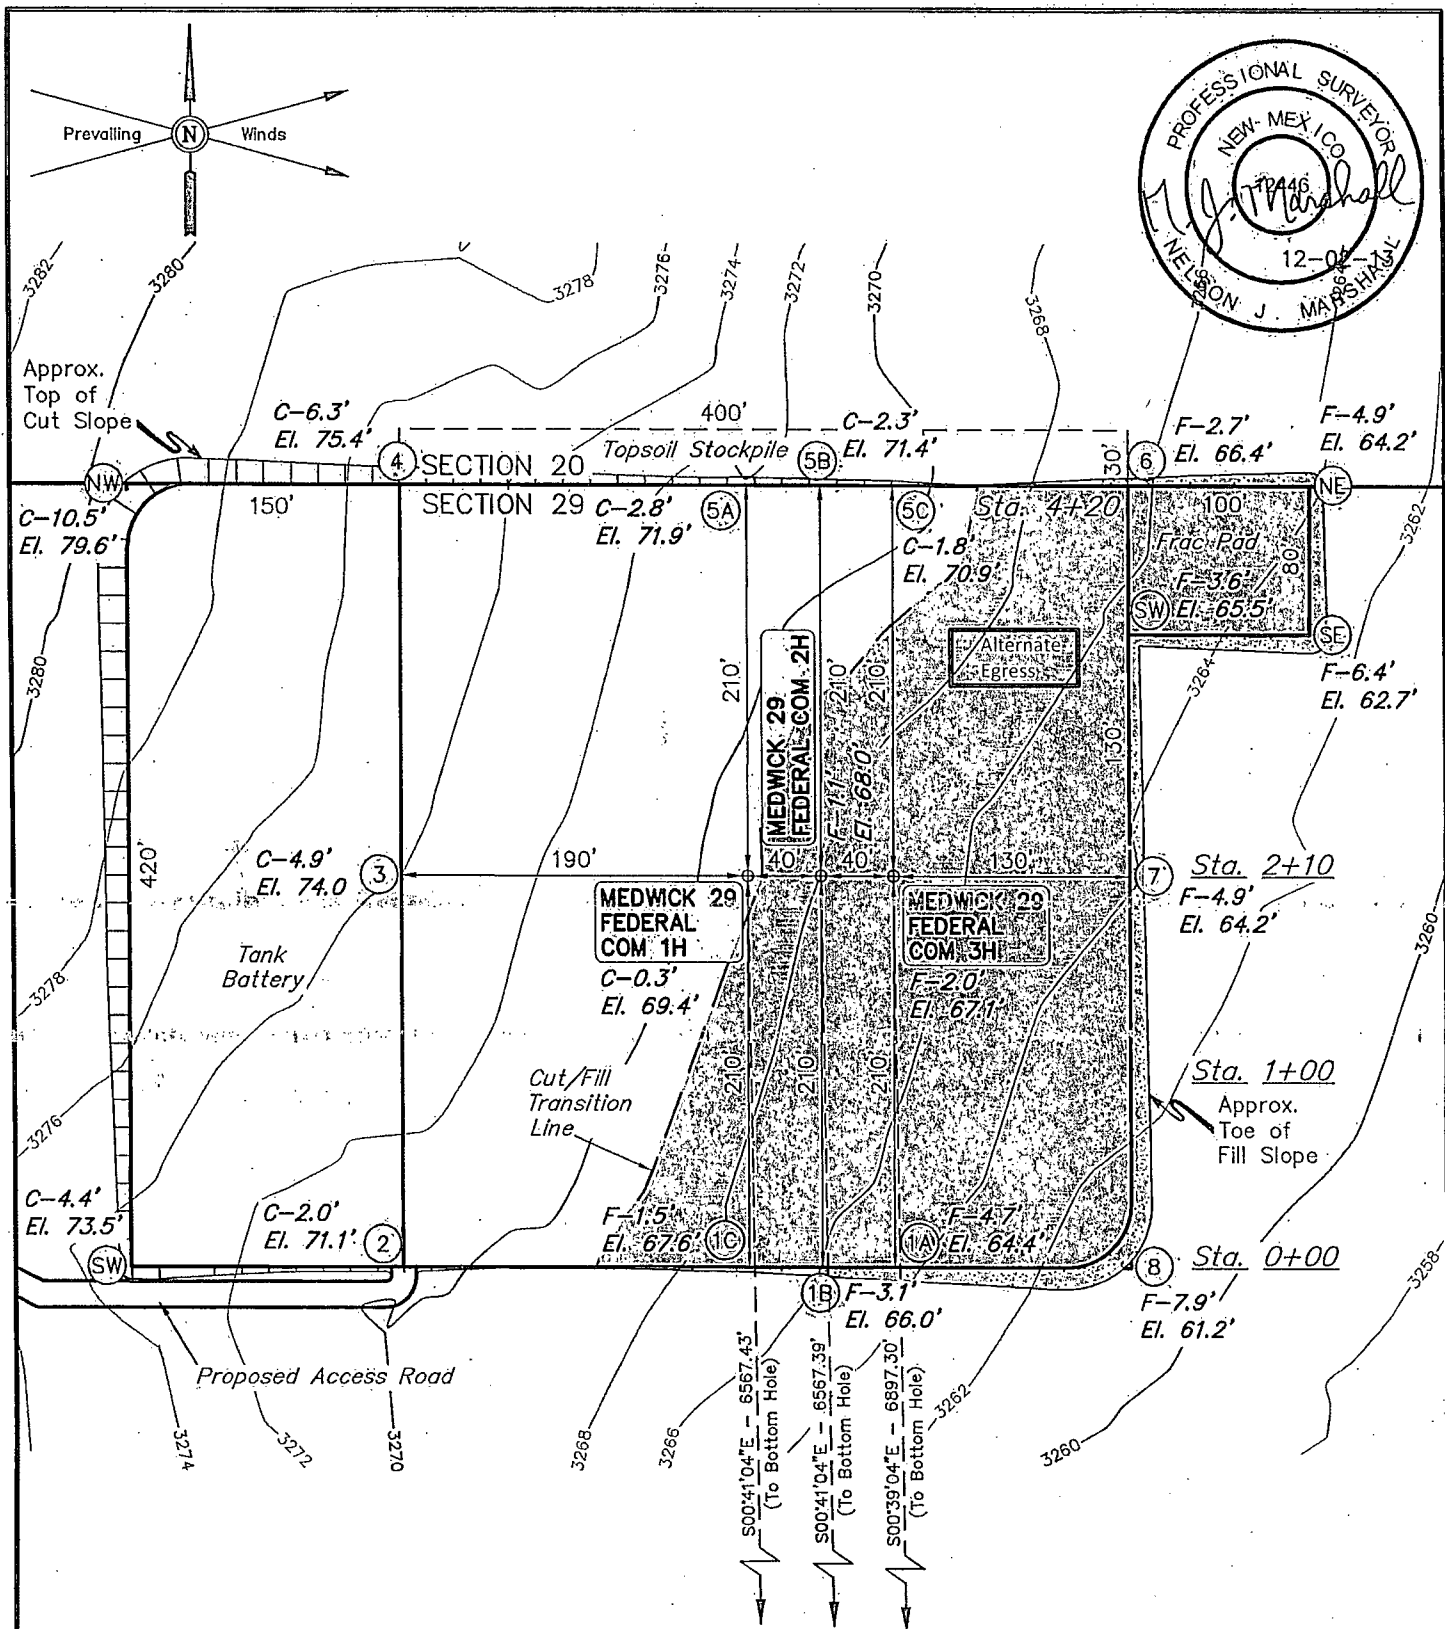 Prevailing
N
Winds
PROFESSIONAL SURVEYOR
NEW MEXICO
NELSON J. MARSHALL
3282
3280
3278
3276
3274
3272
3270
3268
Approx.
Top of
Cut Slope
C-6.3'
El. 75.4'
4
400'
Topsoil Stockpile
5B
C-2.3'
El. 71.4'
30'
6
F-2.7'
El. 66.4'
F-4.9'
El. 64.2'
NW
SECTION 20
NE
150'
SECTION 29
C-10.5'
El. 79.6'
C-2.8'
El. 71.9'
5A
5C
C-1.8'
El. 70.9'
Sta. 4+20
100'
Frac Pad
80'
F-3.6'
El. 65.5'
SW
SE
3262
F-6.4'
El. 62.7'
3264
Alternate
Egress
3280
210'
MEDWICK 29
FEDERAL COM 2H
210'
F-1.1'
El. 68.0'
210'
130'
420'
C-4.9'
El. 74.0
3
190'
40'
40'
130'
7
Sta. 2+10
F-4.9'
El. 64.2'
MEDWICK 29
FEDERAL
COM 1H
MEDWICK 29
FEDERAL
COM 3H
C-0.3'
El. 69.4'
F-2.0'
El. 67.1'
Tank
Battery
3278
3260
210'
210'
210'
Cut/Fill
Transition
Line
Sta. 1+00
Approx.
Toe of
Fill Slope
3276
C-4.4'
El. 73.5'
SW
C-2.0'
El. 71.1'
2
F-1.5'
El. 67.6'
1C
F-4.7'
El. 64.4'
1A
1B
F-3.1'
El. 66.0'
8
Sta. 0+00
F-7.9'
El. 61.2'
3258
Proposed Access Road
3274
3272
3270
3268
3266
3262
3260
S00°41'04"E - 6567.43'
(To Bottom Hole)
S00°41'04"E - 6567.39'
(To Bottom Hole)
S00°39'04"E - 6897.30'
(To Bottom Hole)